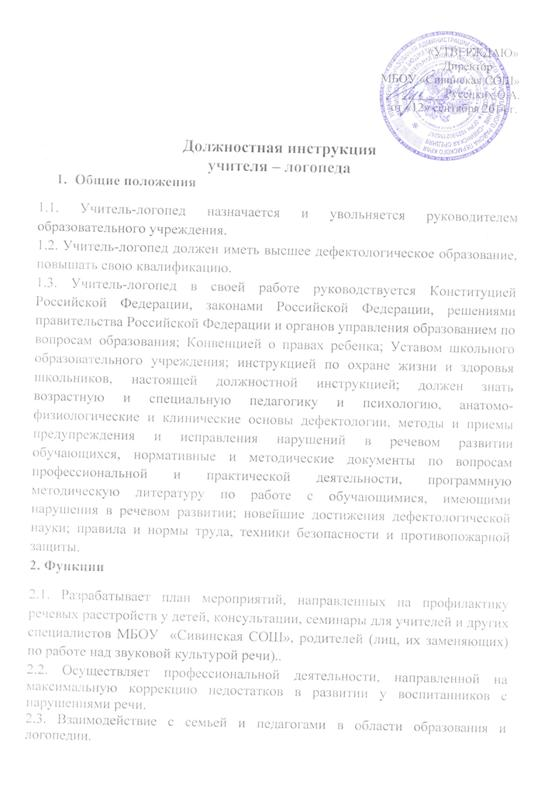 «УТВЕРЖДАЮ»
Директор
МБОУ «Сивинская СОШ»
Русских О.А.
от «12» сентября
Должностная инструкция
учителя – логопеда
1. Общие положения
1.1. Учитель-логопед назначается и увольняется руководителем
образовательного учреждения.
1.2. Учитель-логопед должен иметь высшее дефектологическое образование,
повышать свою квалификацию.
1.3. Учитель-логопед в своей работе руководствуется Конституцией
Российской Федерации, законами Российской Федерации, решениями
правительства Российской Федерации и органов управления образованием по
вопросам образования; Конвенцией о правах ребенка; Уставом школьного
образовательного учреждения; инструкцией по охране жизни и здоровья
школьников, настоящей должностной инструкцией; должен знать
возрастную и специальную педагогику и психологию, анатомо-
физиологические и клинические основы дефектологии, методы и приемы
предупреждения и исправления нарушений в речевом развитии
обучающихся, нормативные и методические документы по вопросам
профессиональной и практической деятельности, программную
методическую литературу по работе с обучающимися, имеющими
нарушения в речевом развитии; новейшие достижения дефектологической
науки; правила и нормы труда, техники безопасности и противопожарной
защиты.
2. Функции
2.1. Разрабатывает план мероприятий, направленных на профилактику
речевых расстройств у детей, консультации, семинары для учителей и других
специалистов МБОУ «Сивинская СОШ», родителей (лиц, их заменяющих)
по работе над звуковой культурой речи)..
2.2. Осуществляет профессиональной деятельности, направленной на
максимальную коррекцию недостатков в развитии у воспитанников с
нарушениями речи.
2.3. Взаимодействие с семьей и педагогами в области образования и
логопедии.